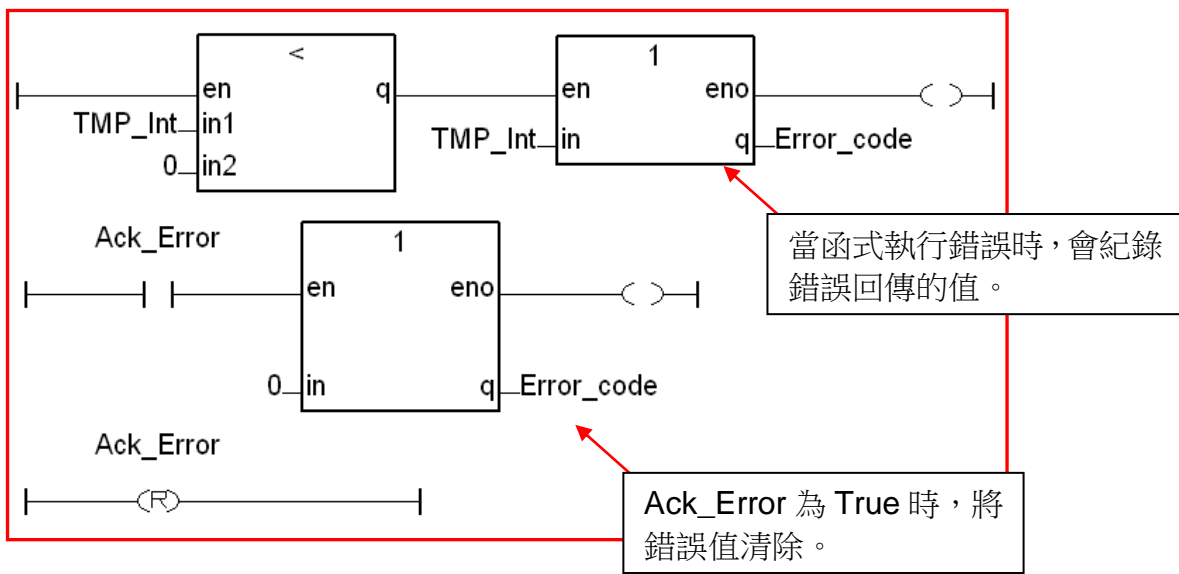 < 1
en q en eno
TMP_Int in1 TMP_Int in q Error_code
0 in2
當函式執行錯誤時，會紀錄
錯誤回傳的值。
Ack_Error 1
en eno
0 in q Error_code
Ack_Error
(R)
Ack_Error 為 True 時，將
錯誤值清除。